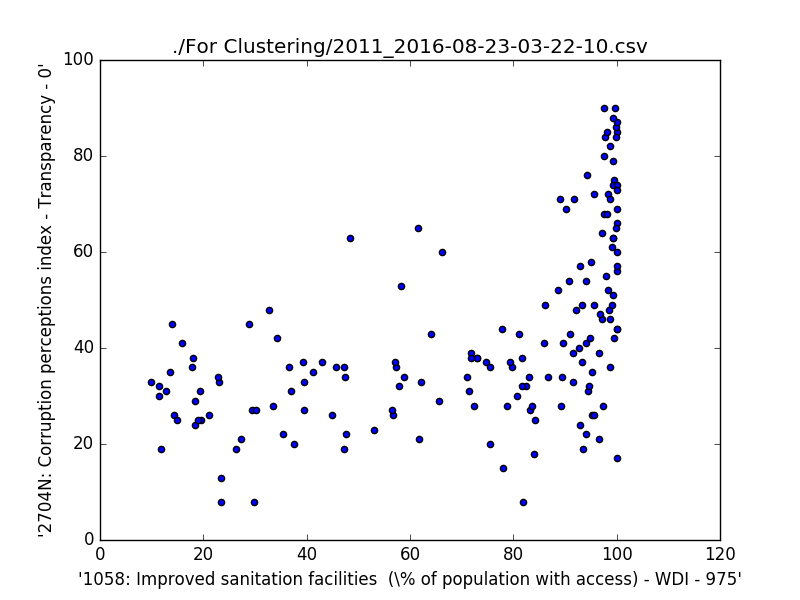 ./For Clustering/2011_2016-08-23-03-22-10.csv
100
80
60
40
20
0
'2704N: Corruption perceptions index - Transparency - 0'
0 20 40 60 80 100 120
'1058: Improved sanitation facilities  (\% of population with access) - WDI - 975'